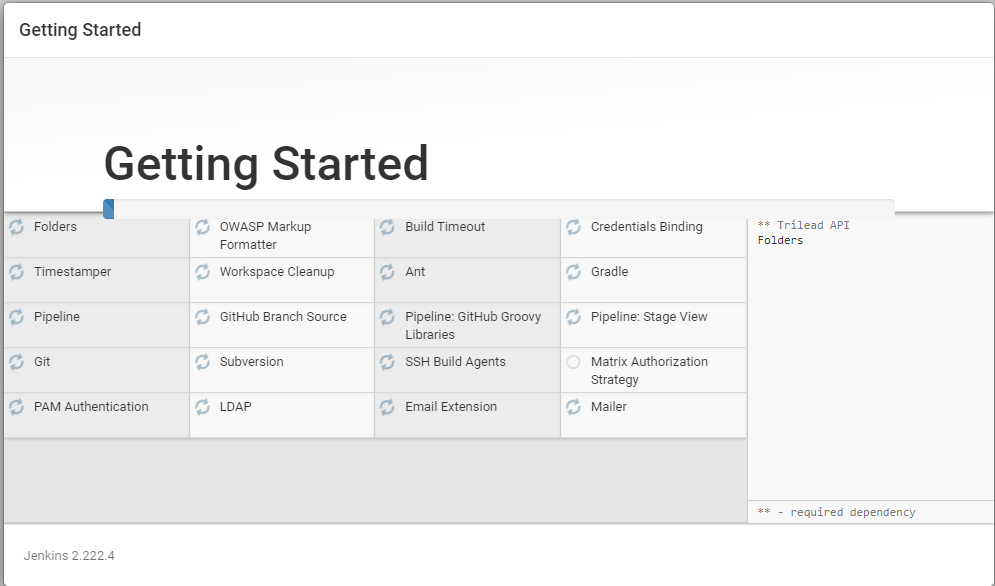 Getting Started
Getting Started
Folders
OWASP Markup
Formatter
Build Timeout
Credentials Binding
Timestamper
Workspace Cleanup
Ant
Gradle
Pipeline
GitHub Branch Source
Pipeline: GitHub Groovy
Libraries
Pipeline: Stage View
Git
Subversion
SSH Build Agents
Matrix Authorization
Strategy
PAM Authentication
LDAP
Email Extension
Mailer
** Trilead API
Folders
** - required dependency
Jenkins 2.222.4